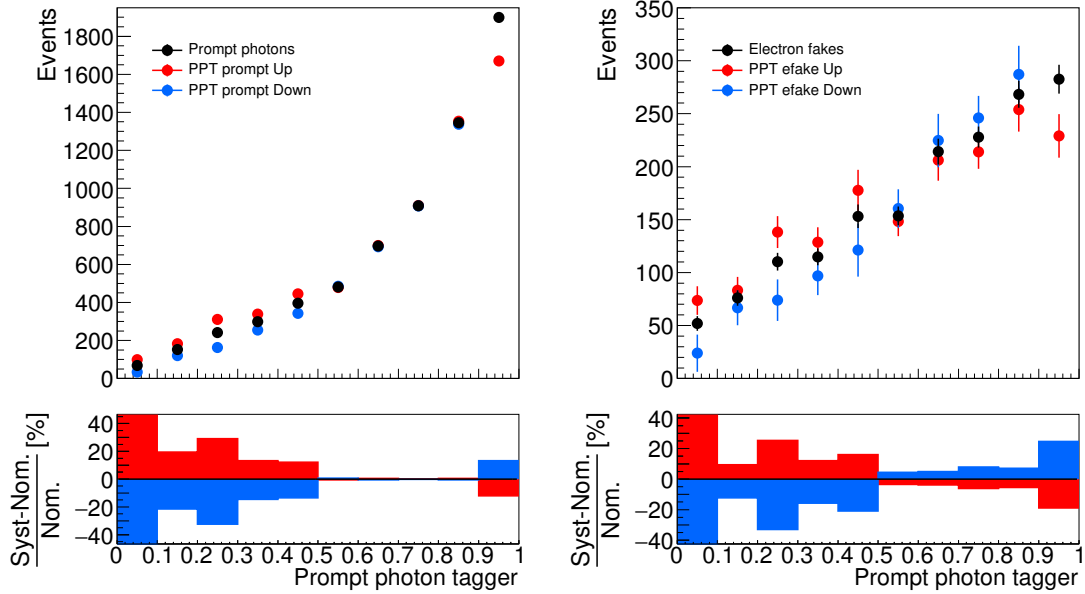 Events
1800
1600
1400
1200
1000
800
600
400
200
0
Prompt photons
PPT prompt Up
PPT prompt Down
Syst-Nom.
Nom.
[%]
40
20
0
−20
−40
0 0.1 0.2 0.3 0.4 0.5 0.6 0.7 0.8 0.9 1
Prompt photon tagger
Events
350
300
250
200
150
100
50
0
Electron fakes
PPT efake Up
PPT efake Down
Syst-Nom.
Nom.
[%]
40
20
0
−20
−40
0 0.1 0.2 0.3 0.4 0.5 0.6 0.7 0.8 0.9 1
Prompt photon tagger